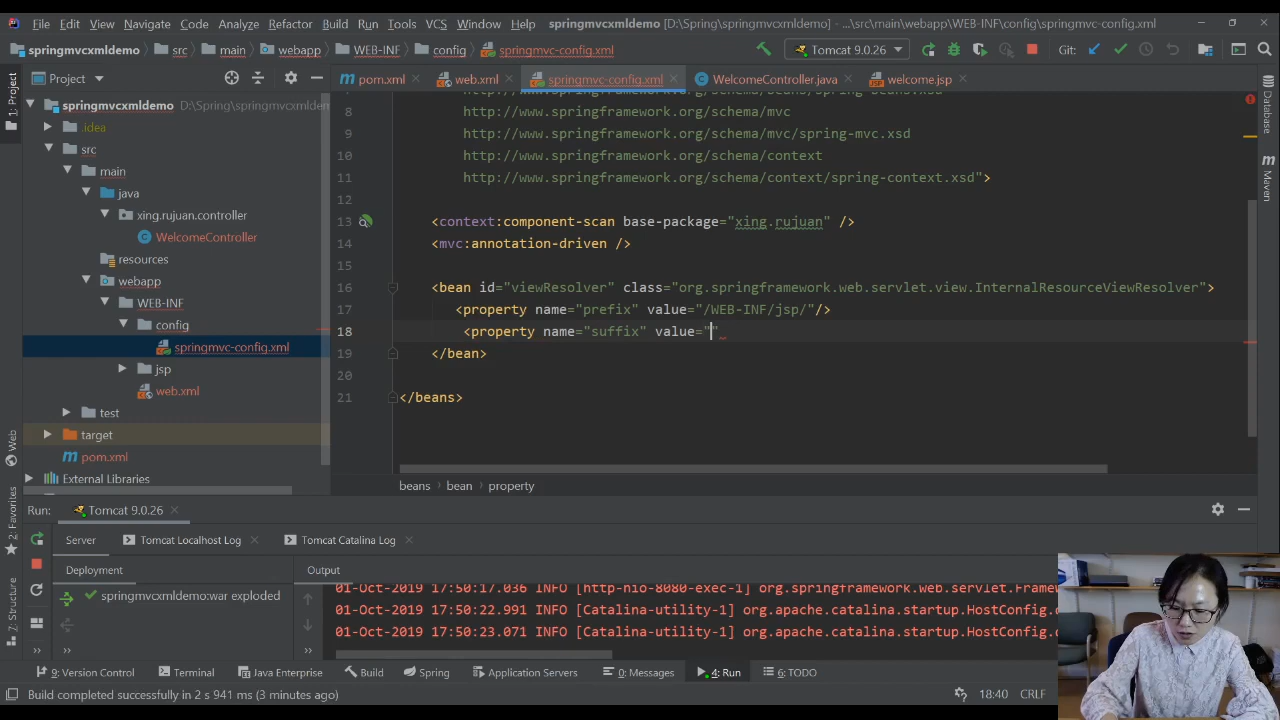 File Edit View Navigate Code Analyze Refactor Build Run Tools VCS Window Help springmvcxmldemo [D:\Spring\springmvcxmldemo] - ...\src\main\webapp\WEB-INF\config\springmvc-config.xml
springmvcxmldemo src main webapp WEB-INF config springmvc-config.xml Tomcat 9.0.26 Git:
1: Project
Project
pom.xml web.xml springmvc-config.xml WelcomeController.java welcome.jsp
springmvcxmldemo D:\Spring\springmvcxmldemo
.idea
src
main
java
xing.rujuan.controller
WelcomeController
resources
webapp
WEB-INF
config
springmvc-config.xml
jsp
web.xml
test
target
pom.xml
External Libraries
8 http://www.springframework.org/schema/mvc
9 http://www.springframework.org/schema/mvc/spring-mvc.xsd
10 http://www.springframework.org/schema/context
11 http://www.springframework.org/schema/context/spring-context.xsd">
12
13 <context:component-scan base-package="xing.rujuan" />
14 <mvc:annotation-driven />
15
16 <bean id="viewResolver" class="org.springframework.web.servlet.view.InternalResourceViewResolver">
17 <property name="prefix" value="/WEB-INF/jsp/"/>
18 <property name="suffix" value=""
19 </bean>
20
21 </beans>
beans bean property
Database
Maven
Web
2: Favorites
7: Structure
Run: Tomcat 9.0.26
Server Tomcat Localhost Log Tomcat Catalina Log
Deployment Output
springmvcxmldemo:war exploded
01-Oct-2019 17:50:17.036 INFO [http-nio-8080-exec-1] org.springframework.web.servlet.Frame
01-Oct-2019 17:50:22.991 INFO [Catalina-utility-1] org.apache.catalina.startup.HostConfig.d
01-Oct-2019 17:50:23.071 INFO [Catalina-utility-1] org.apache.catalina.startup.HostConfig.d
9: Version Control Terminal Java Enterprise Build Spring Application Servers 0: Messages 4: Run 6: TODO
Build completed successfully in 2 s 941 ms (3 minutes ago) 18:40 CRLF